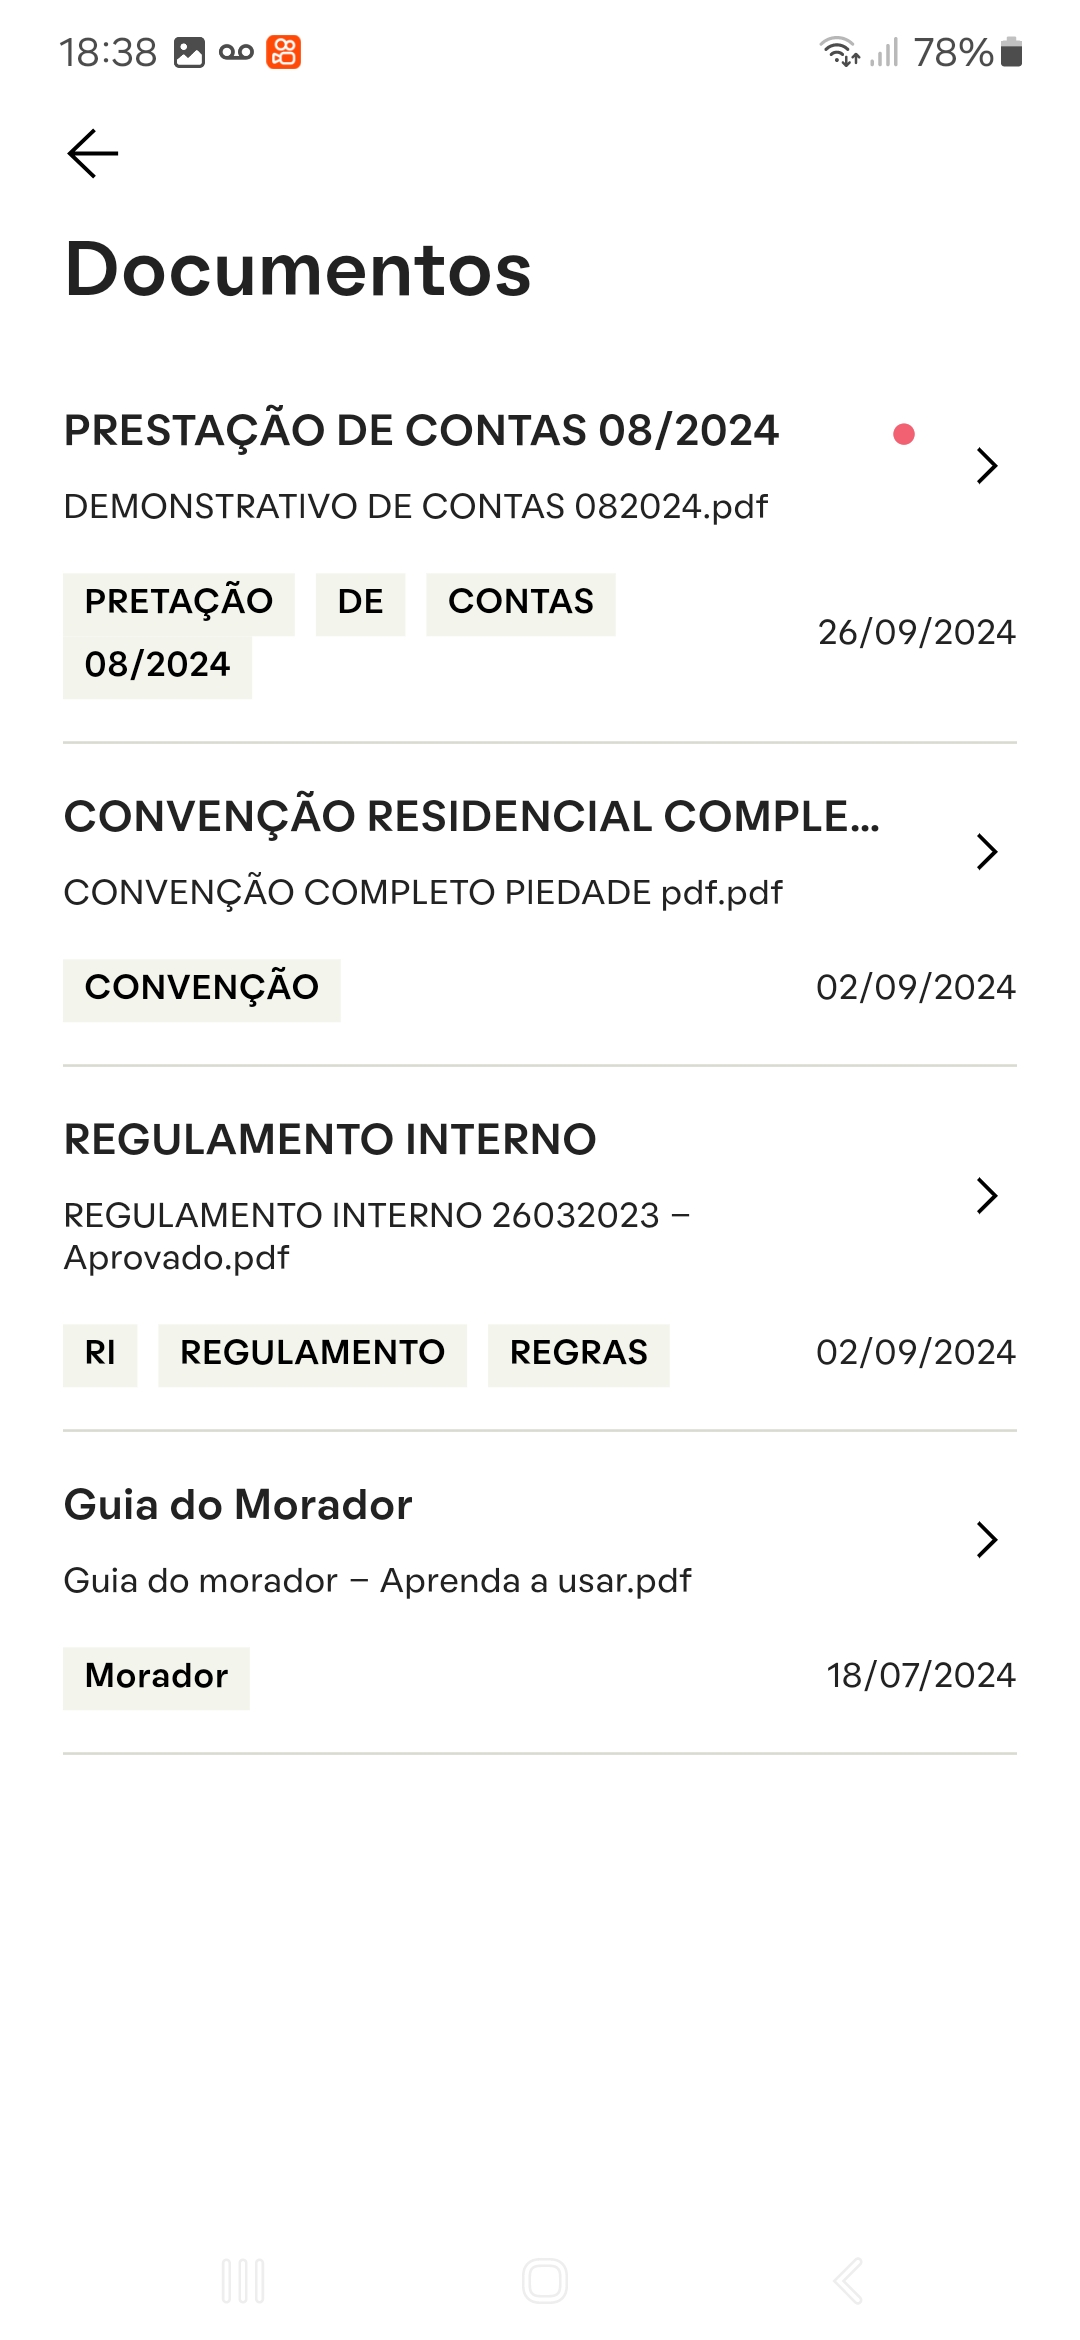 18:38
78%
Documentos
PRESTAÇÃO DE CONTAS 08/2024
DEMONSTRATIVO DE CONTAS 082024.pdf
PRETAÇÃO DE CONTAS
08/2024
26/09/2024
CONVENÇÃO RESIDENCIAL COMPLE...
CONVENÇÃO COMPLETO PIEDADE pdf.pdf
CONVENÇÃO 02/09/2024
REGULAMENTO INTERNO
REGULAMENTO INTERNO 26032023 –
Aprovado.pdf
RI REGULAMENTO REGRAS 02/09/2024
Guia do Morador
Guia do morador – Aprenda a usar.pdf
Morador 18/07/2024